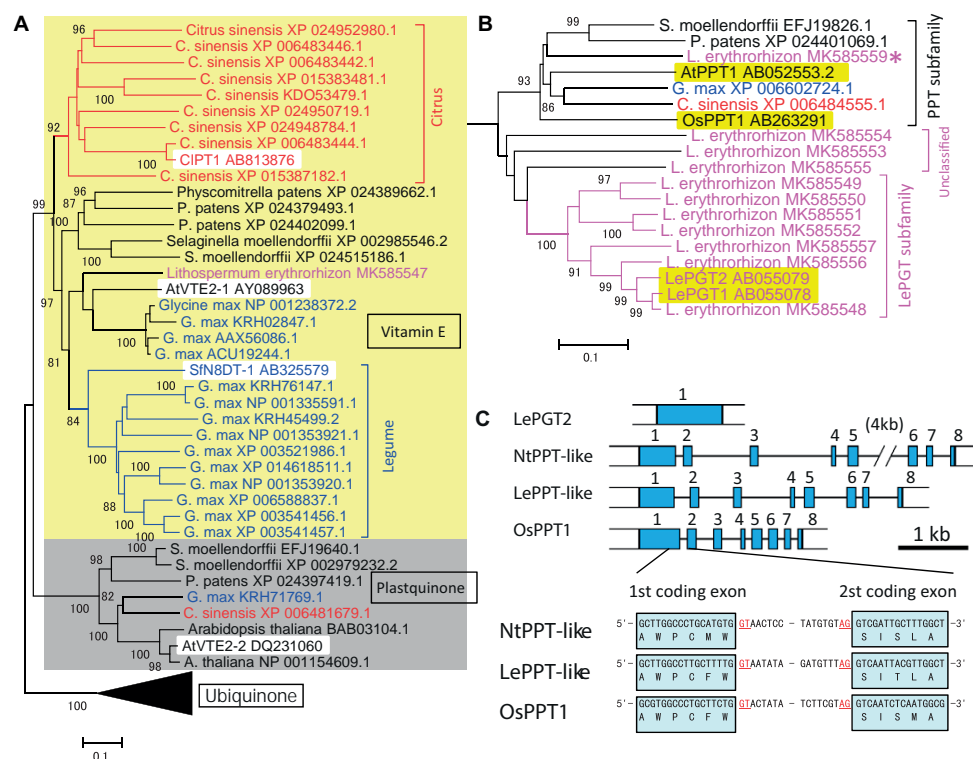 A
96
Citrus sinensis XP 024952980.1
C. sinensis XP 006483446.1
C. sinensis XP 006483442.1
C. sinensis XP 015383481.1
100
C. sinensis KDO53479.1
C. sinensis XP 024950719.1
92
C. sinensis XP 024948784.1
C. sinensis XP 006483444.1
100
ClPT1 AB813876
C. sinensis XP 015387182.1
Citrus
96
Physcomitrella patens XP 024389662.1
87
P. patens XP 024379493.1
99
100
P. patens XP 024402099.1
Selaginella moellendorffii XP 002985546.2
100
S. moellendorffii XP 024515186.1
Lithospermum erythrorhizon MK585547
97
AtVTE2-1 AY089963
Glycine max NP 001238372.2
G. max KRH02847.1
Vitamin E
100
G. max AAX56086.1
G. max ACU19244.1
81
SfN8DT-1 AB325579
100
G. max KRH76147.1
G. max NP 001335591.1
84
G. max KRH45499.2
G. max NP 001353921.1
100
G. max XP 003521986.1
G. max XP 014618511.1
100
G. max NP 001353920.1
88
G. max XP 006588837.1
G. max XP 003541456.1
100
G. max XP 003541457.1
Legume
100
S. moellendorffii EFJ19640.1
98
S. moellendorffii XP 002979232.2
P. patens XP 024397419.1
Plastquinone
82
G. max KRH71769.1
100
C. sinensis XP 006481679.1
Arabidopsis thaliana BAB03104.1
100
AtVTE2-2 DQ231060
98
A. thaliana NP 001154609.1
100
Ubiquinone
0.1
B
99
S. moellendorffii EFJ19826.1
P. patens XP 024401069.1
L. erythrorhizon MK585559*
93
AtPPT1 AB052553.2
G. max XP 006602724.1
86
C. sinensis XP 006484555.1
OsPPT1 AB263291
PPT subfamily
L. erythrorhizon MK585554
L. erythrorhizon MK585553
L. erythrorhizon MK585555
Unclassified
97
L. erythrorhizon MK585549
L. erythrorhizon MK585550
L. erythrorhizon MK585551
100
L. erythrorhizon MK585552
100
L. erythrorhizon MK585557
91
L. erythrorhizon MK585556
LePGT2 AB055079
99
LePGT1 AB055078
99
L. erythrorhizon MK585548
LePGT subfamily
0.1
C
LePGT2
1
NtPPT-like
1 2 3 4 5 (4kb) 6 7 8
LePPT-like
1 2 3 4 5 6 7 8
OsPPT1
1 2 3 4 5 6 7 8
1 kb
1st coding exon 2st coding exon
NtPPT-like 5'- GCTTGGCCCTGCATGTG GTAACTCC - TATGTGTAG GTCGATTGCTTTGGCT -3'
A W P C M W S I S L A
LePPT-like 5'- GCTTGGCCTTGCTTTTG GTAATATA - GATGTTTAG GTCAATTACGTTGGCT -3'
A W P C F W S I T L A
OsPPT1 5'- GCGTGGCCCTGCTTCTG GTACTATA - TCTTCGTAG GTCAATCTCAATGGCG -3'
A W P C F W S I S M A